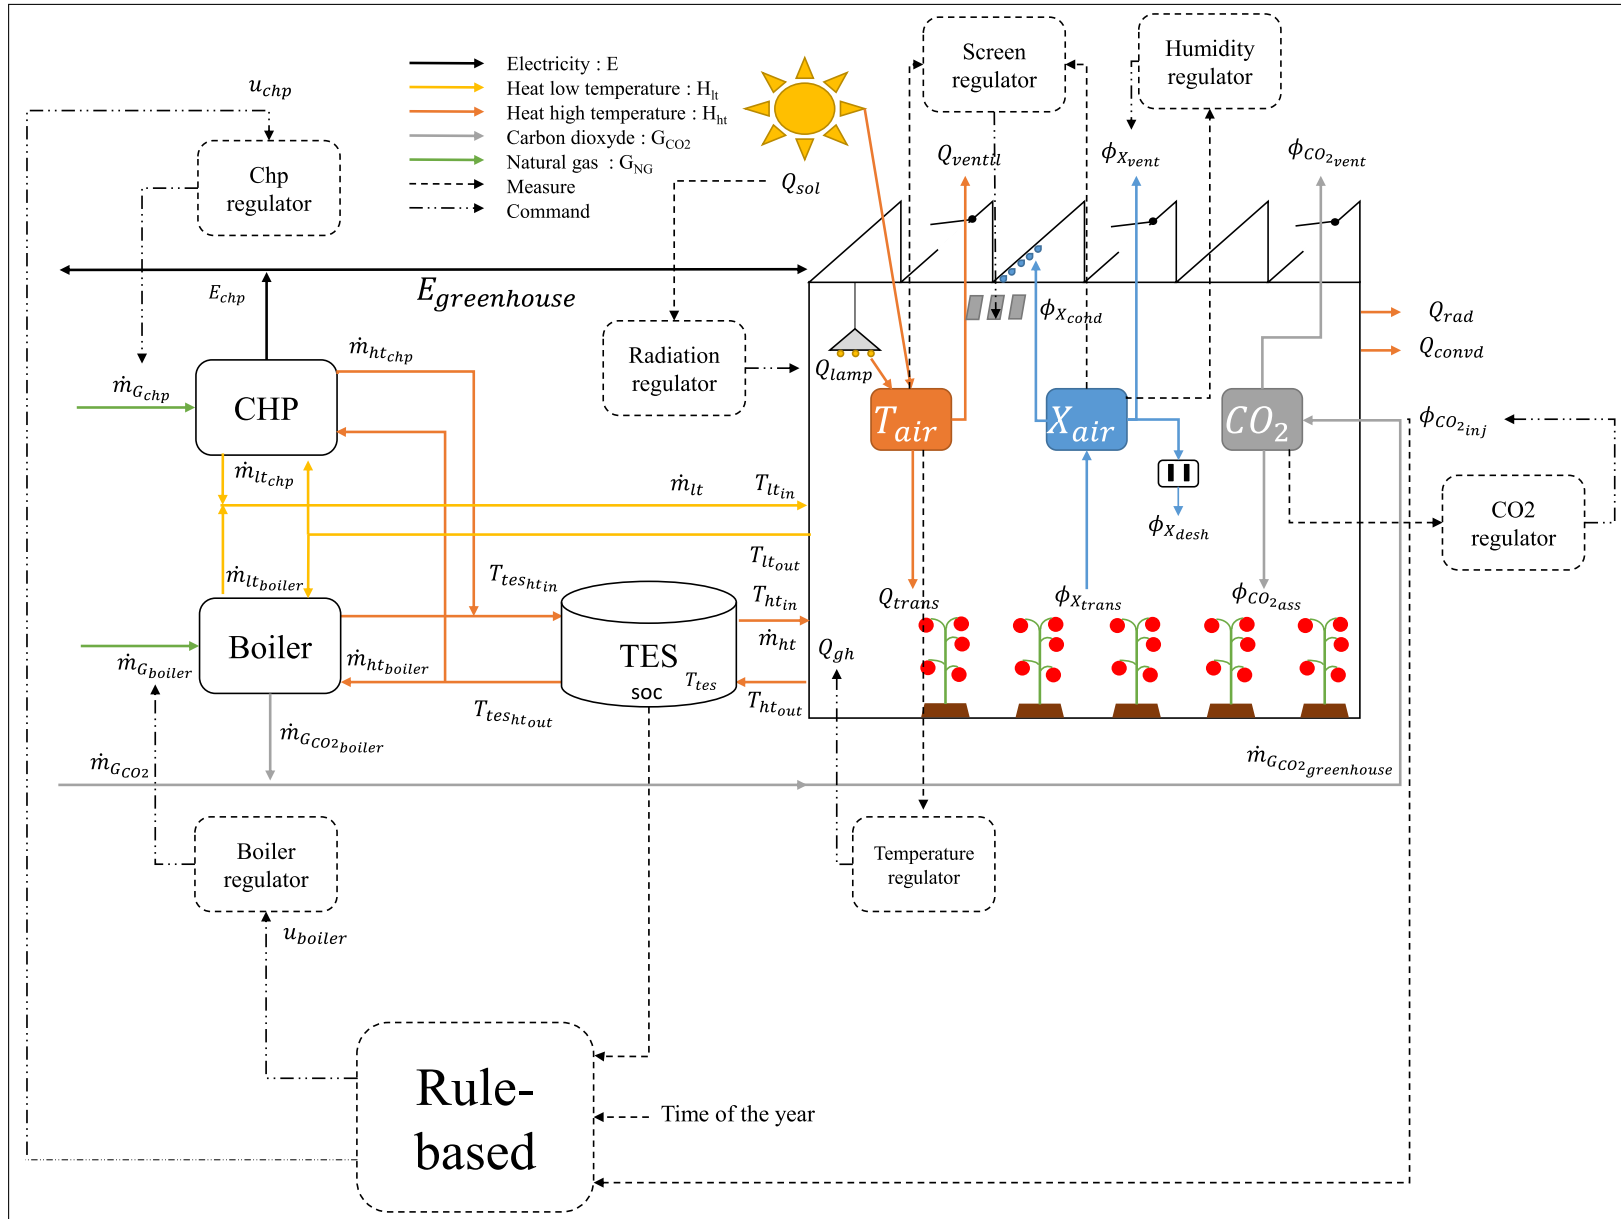 Electricity : E
Heat low temperature : H_lt
Heat high temperature : H_ht
Carbon dioxyde : G_CO2
Natural gas : G_NG
Measure
Command
u_chp
Chp
regulator
Screen
regulator
Humidity
regulator
Q_sol
Q_ventil
ϕ_X_vent
ϕ_CO2_vent
E_chp
E_greenhouse
ṁ_ht_chp
ṁ_G_chp
CHP
Radiation
regulator
Q_lamp
ϕ_X_cond
Q_rad
Q_convd
T_air
X_air
CO_2
ϕ_CO2_inj
ṁ_lt_chp
ṁ_lt
T_lt_in
T_lt_out
ϕ_X_desh
CO2
regulator
ṁ_lt_boiler
T_tes_ht_in
T_ht_in
Q_trans
ϕ_X_trans
ϕ_CO2_ass
Boiler
TES
soc
T_tes
ṁ_ht
Q_gh
ṁ_G_boiler
ṁ_ht_boiler
T_tes_ht_out
T_ht_out
ṁ_G_CO2_boiler
ṁ_G_CO2
ṁ_G_CO2_greenhouse
Boiler
regulator
Temperature
regulator
u_boiler
Rule-
based
Time of the year